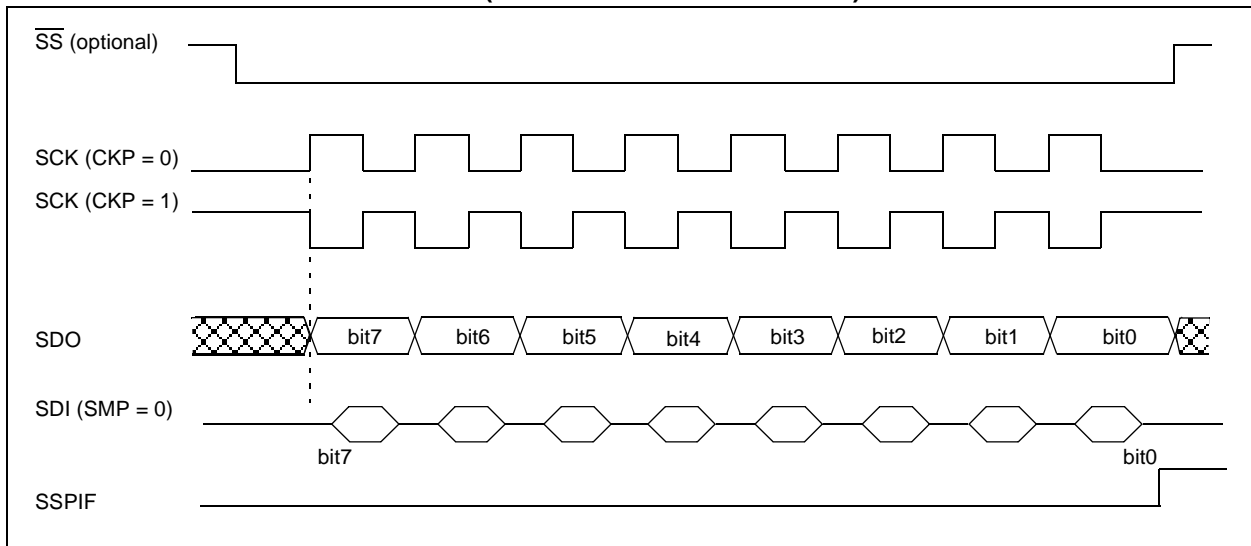 SS (optional)
SCK (CKP = 0)
SCK (CKP = 1)
SDO bit7 bit6 bit5 bit4 bit3 bit2 bit1 bit0
SDI (SMP = 0)
bit7 bit0
SSPIF